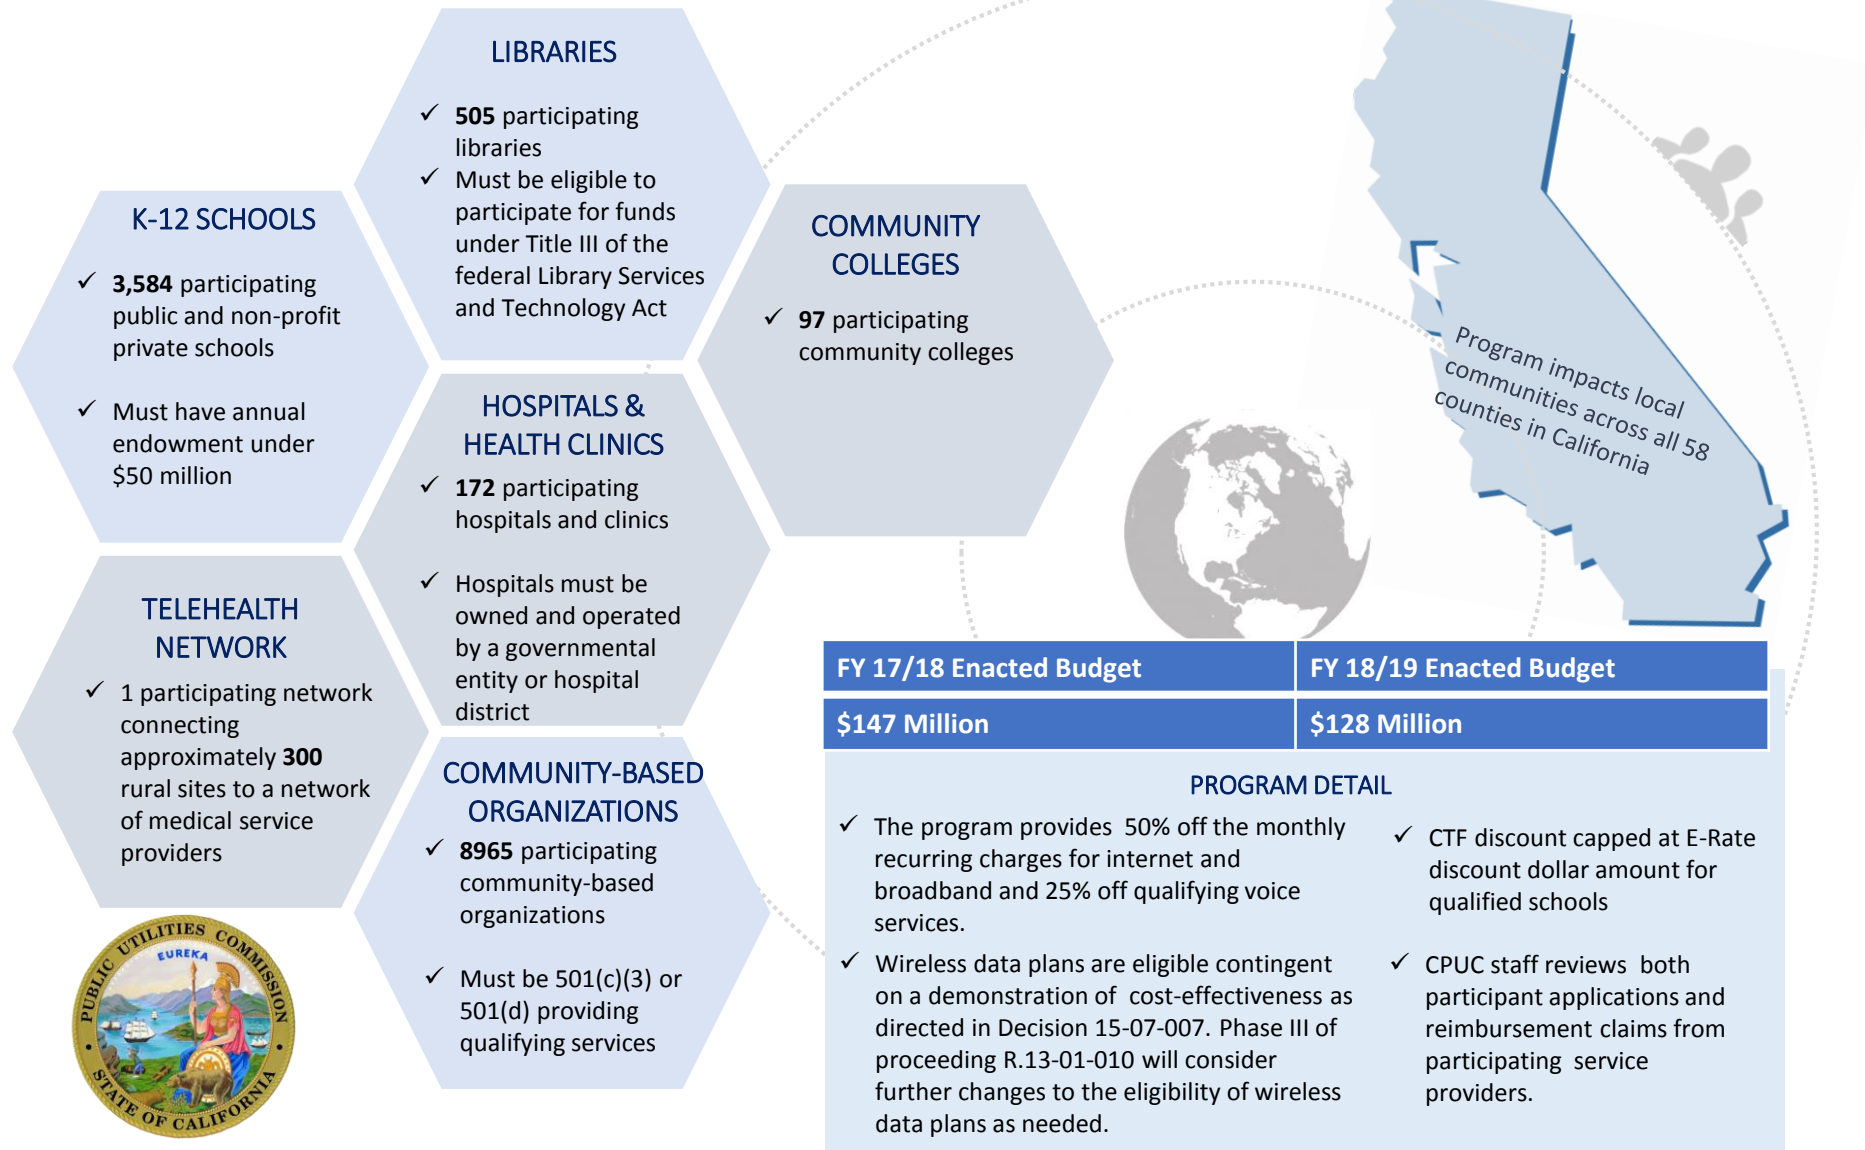 LIBRARIES
✓ 505 participating
libraries
✓ Must be eligible to
participate for funds
under Title III of the
federal Library Services
and Technology Act
K-12 SCHOOLS
✓ 3,584 participating
public and non-profit
private schools
✓ Must have annual
endowment under
$50 million
COMMUNITY
COLLEGES
✓ 97 participating
community colleges
HOSPITALS &
HEALTH CLINICS
✓ 172 participating
hospitals and clinics
✓ Hospitals must be
owned and operated
by a governmental
entity or hospital
district
TELEHEALTH
NETWORK
✓ 1 participating network
connecting
approximately 300
rural sites to a network
of medical service
providers
COMMUNITY-BASED
ORGANIZATIONS
✓ 8965 participating
community-based
organizations
✓ Must be 501(c)(3) or
501(d) providing
qualifying services
PUBLIC UTILITIES COMMISSION
EUREKA
STATE OF CALIFORNIA
Program impacts local
communities across all 58
counties in California
FY 17/18 Enacted Budget FY 18/19 Enacted Budget
$147 Million $128 Million
PROGRAM DETAIL
✓ The program provides 50% off the monthly
recurring charges for internet and
broadband and 25% off qualifying voice
services.
✓ Wireless data plans are eligible contingent
on a demonstration of cost-effectiveness as
directed in Decision 15-07-007. Phase III of
proceeding R.13-01-010 will consider
further changes to the eligibility of wireless
data plans as needed.
✓ CTF discount capped at E-Rate
discount dollar amount for
qualified schools
✓ CPUC staff reviews both
participant applications and
reimbursement claims from
participating service
providers.